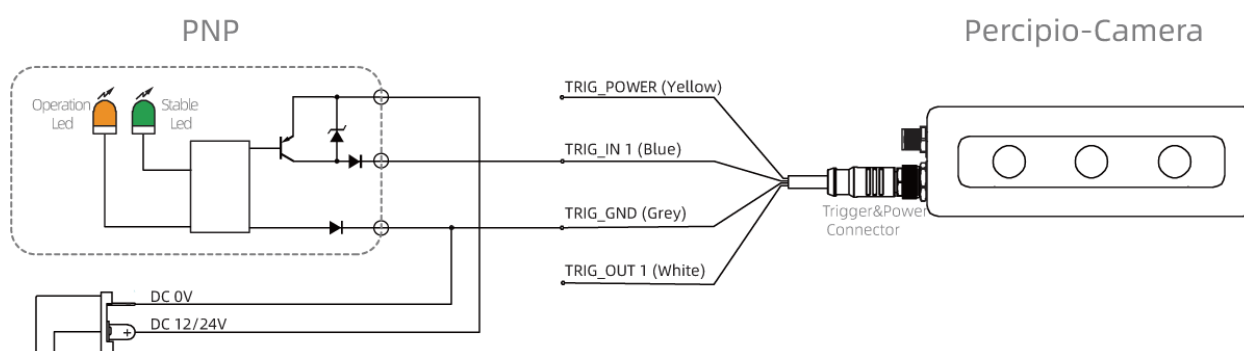 PNP
Percipio-Camera
Operation
Led
Stable
Led
TRIG_POWER (Yellow)
TRIG_IN 1 (Blue)
TRIG_GND (Grey)
TRIG_OUT 1 (White)
Trigger&Power
Connector
DC 0V
DC 12/24V
+